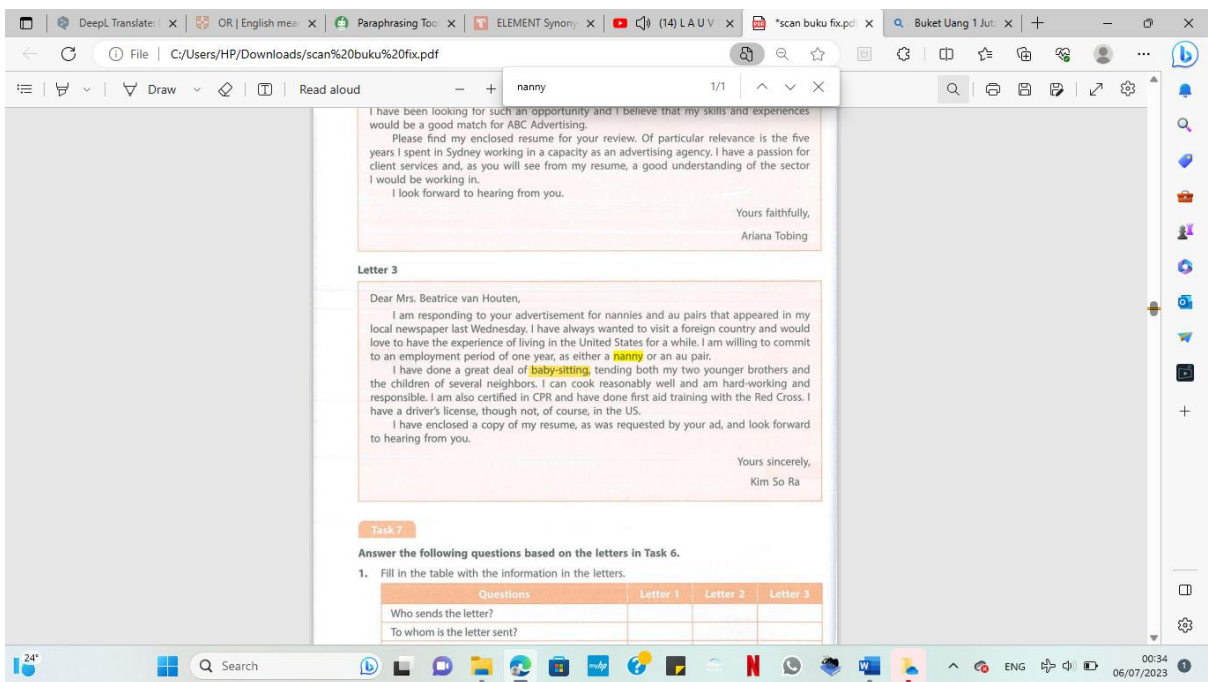 DeepL Translate: 
OR | English mea
Paraphrasing Too
ELEMENT Synony
(14) L A U V
*scan buku fix.pd
Buket Uang 1 Jut
File | C:/Users/HP/Downloads/scan%20buku%20fix.pdf
Draw
Read aloud
nanny
1/1
I have been looking for such an opportunity and I believe that my skills and experiences
would be a good match for ABC Advertising.
Please find my enclosed resume for your review. Of particular relevance is the five
years I spent in Sydney working in a capacity as an advertising agency. I have a passion for
client services and, as you will see from my resume, a good understanding of the sector
I would be working in.
I look forward to hearing from you.
Yours faithfully,
Ariana Tobing
Letter 3
Dear Mrs. Beatrice van Houten,
I am responding to your advertisement for nannies and au pairs that appeared in my
local newspaper last Wednesday. I have always wanted to visit a foreign country and would
love to have the experience of living in the United States for a while. I am willing to commit
to an employment period of one year, as either a nanny or an au pair.
I have done a great deal of baby-sitting, tending both my two younger brothers and
the children of several neighbors. I can cook reasonably well and am hard-working and
responsible. I am also certified in CPR and have done first aid training with the Red Cross. I
have a driver's license, though not, of course, in the US.
I have enclosed a copy of my resume, as was requested by your ad, and look forward
to hearing from you.
Yours sincerely,
Kim So Ra
Task 7
Answer the following questions based on the letters in Task 6.
1. Fill in the table with the information in the letters.
Questions Letter 1 Letter 2 Letter 3
Who sends the letter?
To whom is the letter sent?
24°
Search
myhp
ENG
00:34
06/07/2023
1